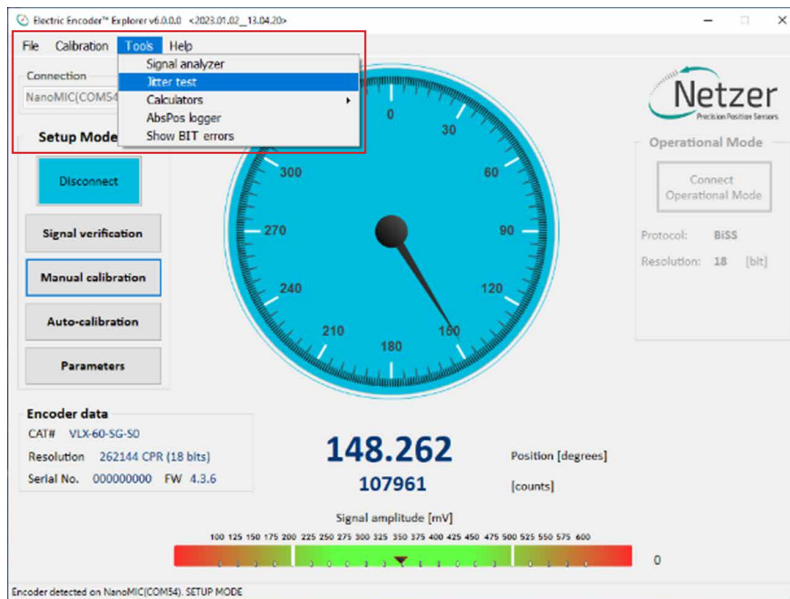 Electric Encoder™ Explorer v6.0.0.0 <2023.01.02__13.04.20>
File Calibration Tools Help
Signal analyzer
Jitter test
Calculators
AbsPos logger
Show BIT errors
Connection
NanoMIC(COM54
Setup Mode
Disconnect
Signal verification
Manual calibration
Auto-calibration
Parameters
0
30
60
90
120
150
180
210
240
270
300
Netzer
Precision Position Sensors
Operational Mode
Connect
Operational Mode
Protocol: BiSS
Resolution: 18 [bit]
Encoder data
CAT# VLX-60-SG-S0
Resolution 262144 CPR (18 bits)
Serial No. 000000000 FW 4.3.6
148.262 Position [degrees]
107961 [counts]
Signal amplitude [mV]
100 125 150 175 200 225 250 275 300 325 350 375 400 425 450 475 500 525 550 575 600
0
Encoder detected on NanoMIC(COM54). SETUP MODE